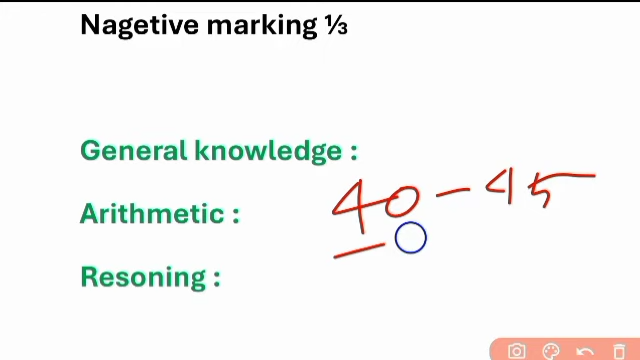 Nagetive marking ⅓
General knowledge :
Arithmetic : 40 - 45
Resoning :